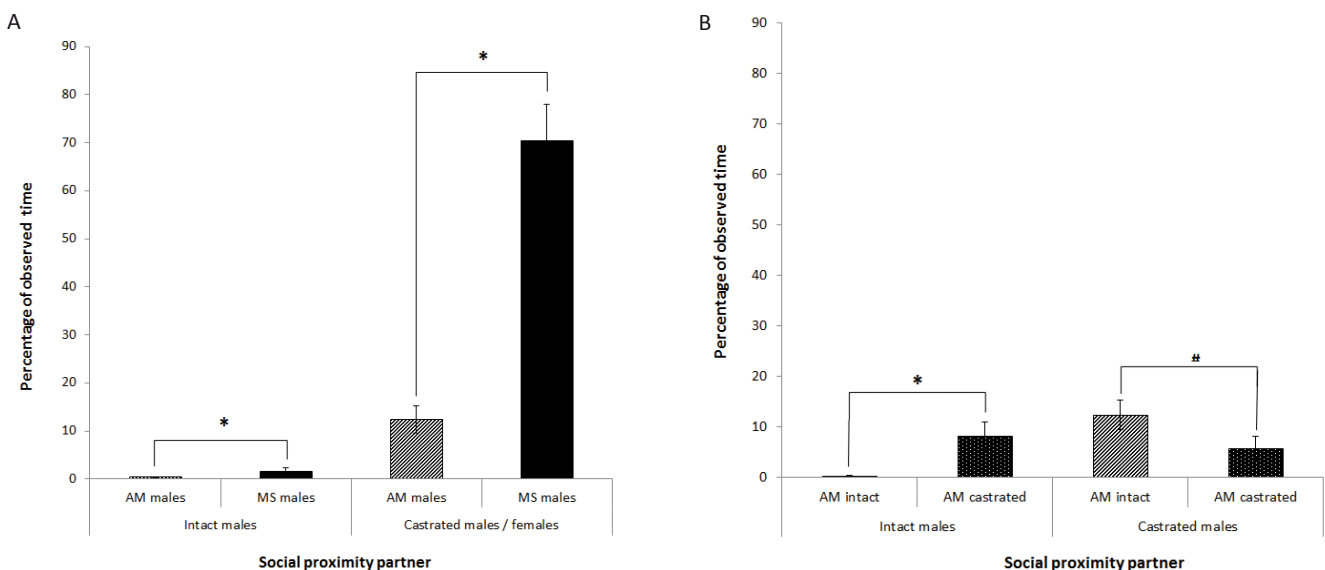 A
Percentage of observed time
90
80
70
60
50
40
30
20
10
0
*
*
AM males MS males AM males MS males
Intact males Castrated males / females
Social proximity partner
B
Percentage of observed time
90
80
70
60
50
40
30
20
10
0
*
#
AM intact AM castrated AM intact AM castrated
Intact males Castrated males
Social proximity partner